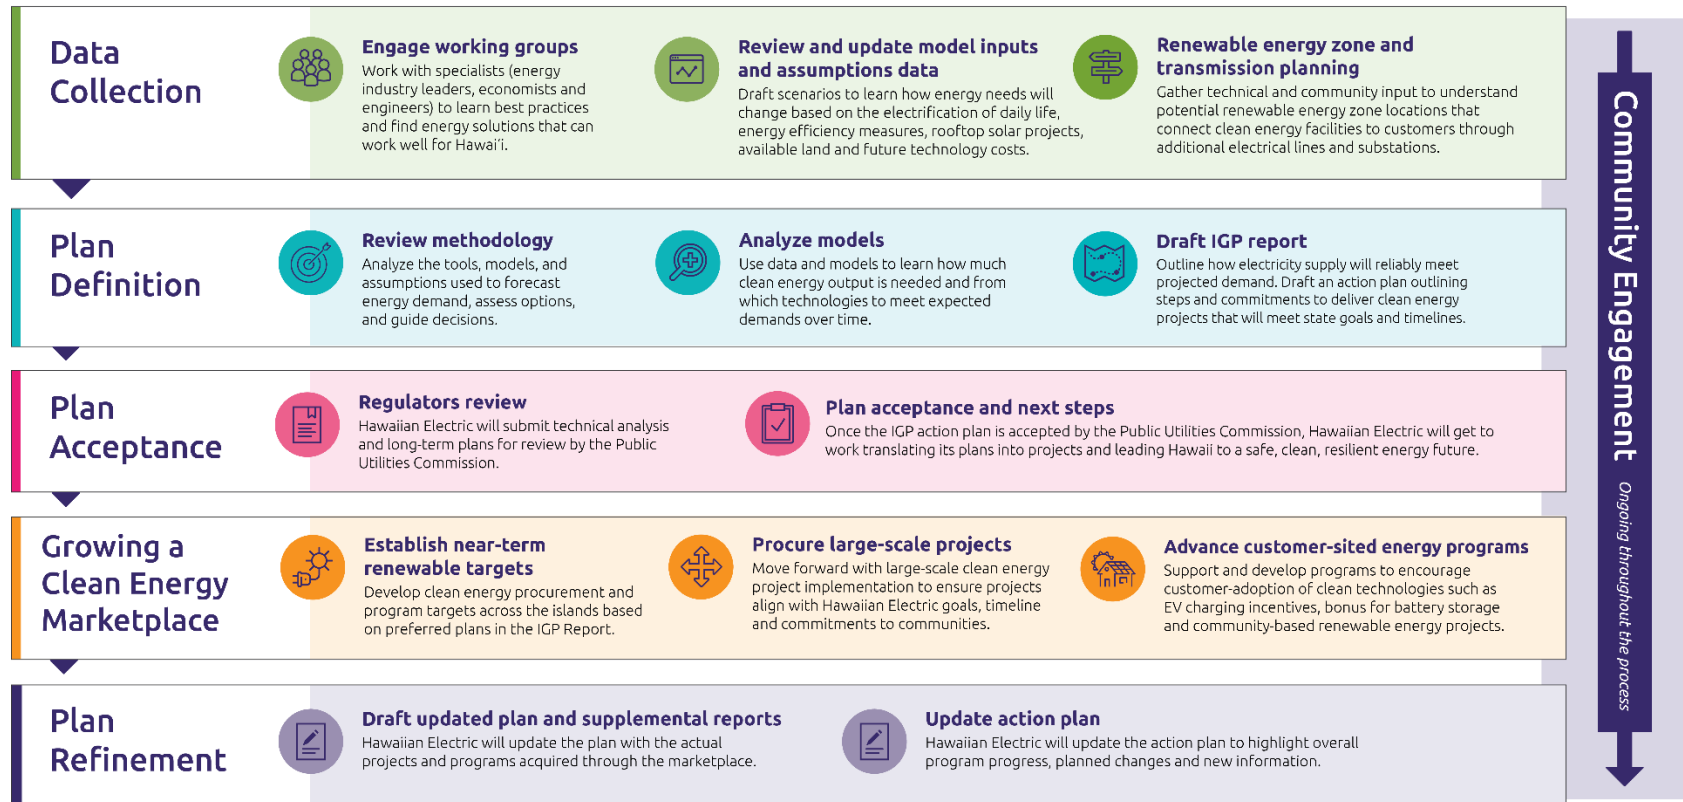 Data
Collection
Engage working groups
Work with specialists (energy
industry leaders, economists and
engineers) to learn best practices
and find energy solutions that can
work well for Hawai‘i.
Review and update model inputs
and assumptions data
Draft scenarios to learn how energy needs will
change based on the electrification of daily life,
energy efficiency measures, rooftop solar projects,
available land and future technology costs.
Renewable energy zone and
transmission planning
Gather technical and community input to understand
potential renewable energy zone locations that
connect clean energy facilities to customers through
additional electrical lines and substations.
Plan
Definition
Review methodology
Analyze the tools, models, and
assumptions used to forecast
energy demand, assess options,
and guide decisions.
Analyze models
Use data and models to learn how much
clean energy output is needed and from
which technologies to meet expected
demands over time.
Draft IGP report
Outline how electricity supply will reliably meet
projected demand. Draft an action plan outlining
steps and commitments to deliver clean energy
projects that will meet state goals and timelines.
Plan
Acceptance
Regulators review
Hawaiian Electric will submit technical analysis
and long-term plans for review by the Public
Utilities Commission.
Plan acceptance and next steps
Once the IGP action plan is accepted by the Public Utilities Commission, Hawaiian Electric will get to
work translating its plans into projects and leading Hawaii to a safe, clean, resilient energy future.
Growing a
Clean Energy
Marketplace
Establish near-term
renewable targets
Develop clean energy procurement and
program targets across the islands based
on preferred plans in the IGP Report.
Procure large-scale projects
Move forward with large-scale clean energy
project implementation to ensure projects
align with Hawaiian Electric goals, timeline
and commitments to communities.
Advance customer-sited energy programs
Support and develop programs to encourage
customer-adoption of clean technologies such as
EV charging incentives, bonus for battery storage
and community-based renewable energy projects.
Plan
Refinement
Draft updated plan and supplemental reports
Hawaiian Electric will update the plan with the actual
projects and programs acquired through the marketplace.
Update action plan
Hawaiian Electric will update the action plan to highlight overall
program progress, planned changes and new information.
Community Engagement
Ongoing throughout the process